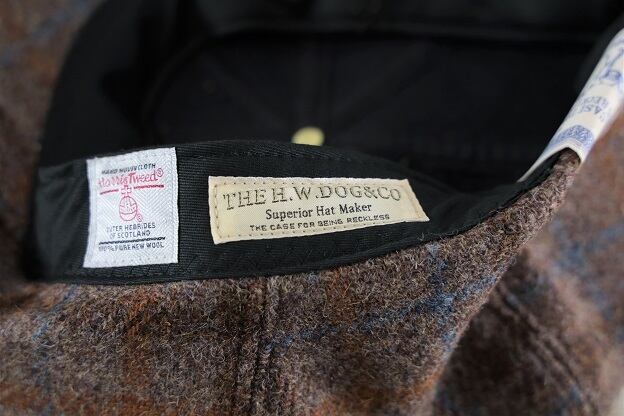 HAND WOVEN CLOTH
Harris Tweed
OUTER HEBRIDES
OF SCOTLAND
100% PURE NEW WOOL
THE H.W.DOG&CO
Superior Hat Maker
THE CASE FOR BEING RECKLESS